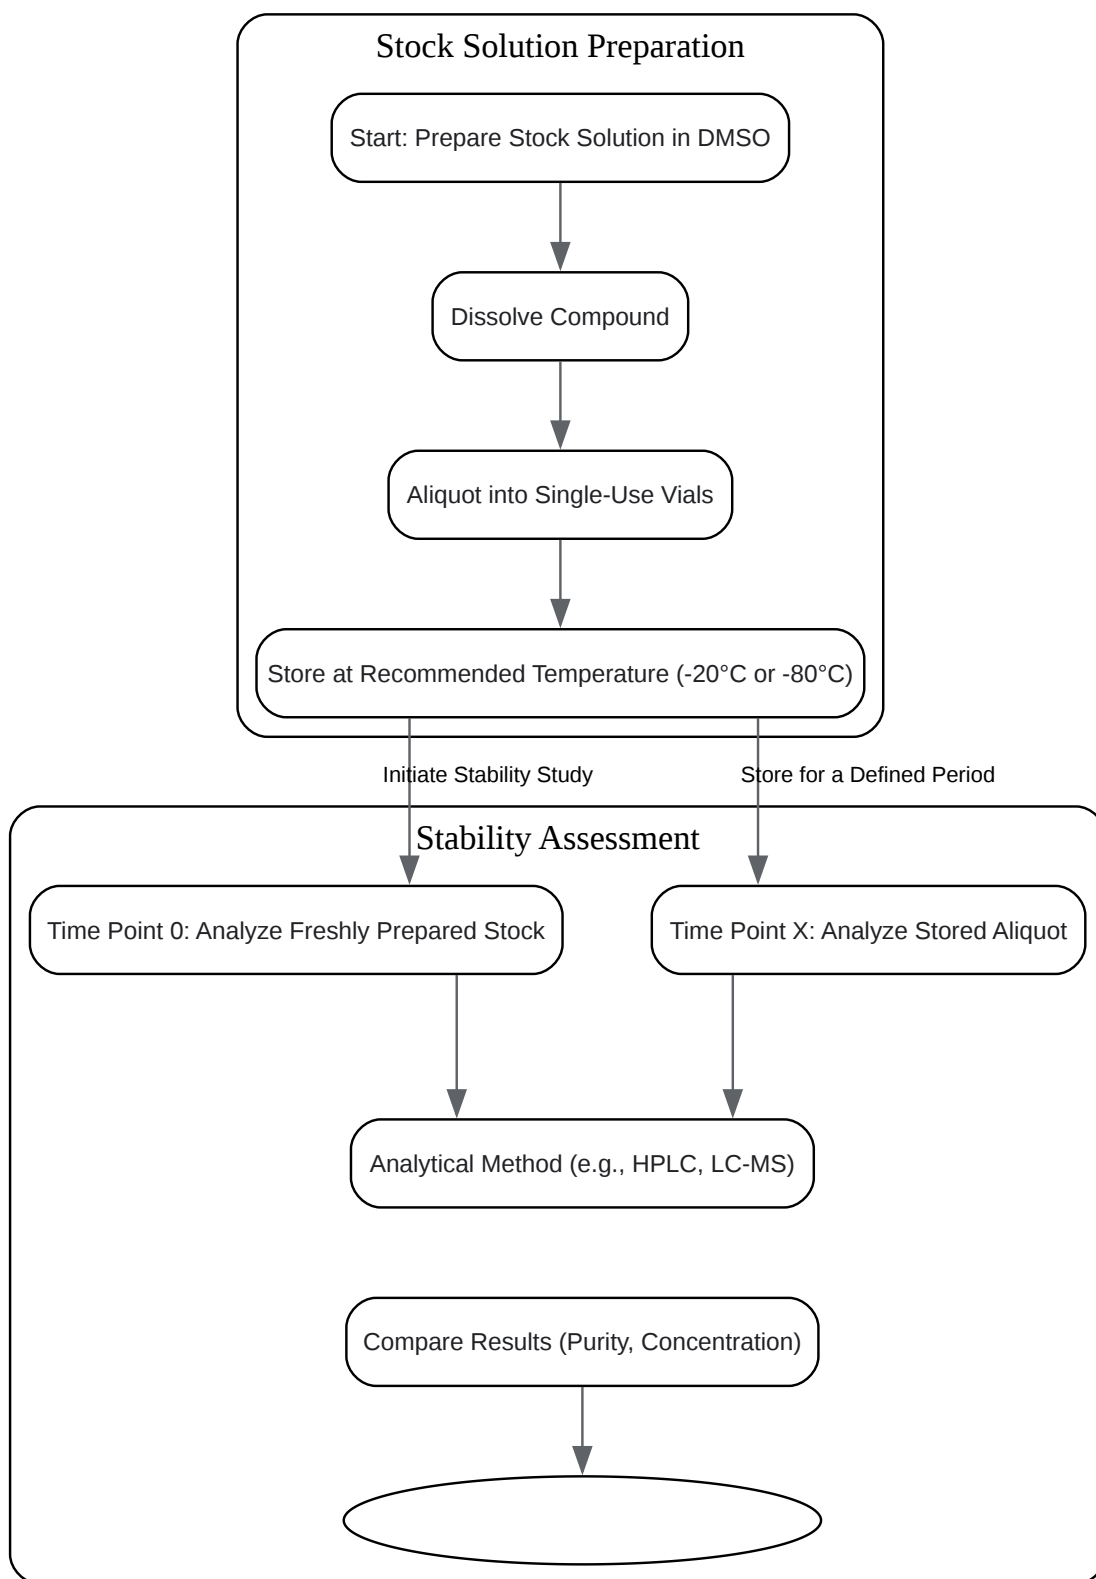 Stock Solution Preparation
Start: Prepare Stock Solution in DMSO
Dissolve Compound
Aliquot into Single-Use Vials
Store at Recommended Temperature (-20°C or -80°C)
Initiate Stability Study
Store for a Defined Period
Stability Assessment
Time Point 0: Analyze Freshly Prepared Stock
Time Point X: Analyze Stored Aliquot
Analytical Method (e.g., HPLC, LC-MS)
Compare Results (Purity, Concentration)